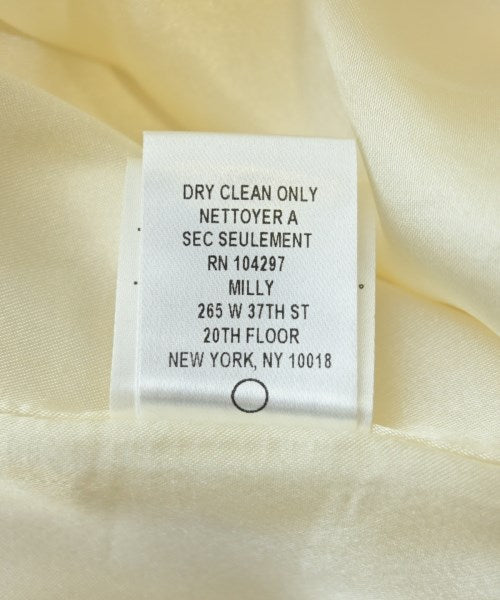 DRY CLEAN ONLY
NETTOYER A
SEC SEULEMENT
RN 104297
MILLY
265 W 37TH ST
20TH FLOOR
NEW YORK, NY 10018